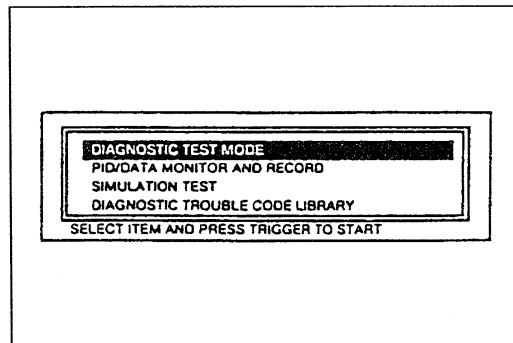 DIAGNOSTIC TEST MODE
PID/DATA MONITOR AND RECORD
SIMULATION TEST
DIAGNOSTIC TROUBLE CODE LIBRARY
SELECT ITEM AND PRESS TRIGGER TO START